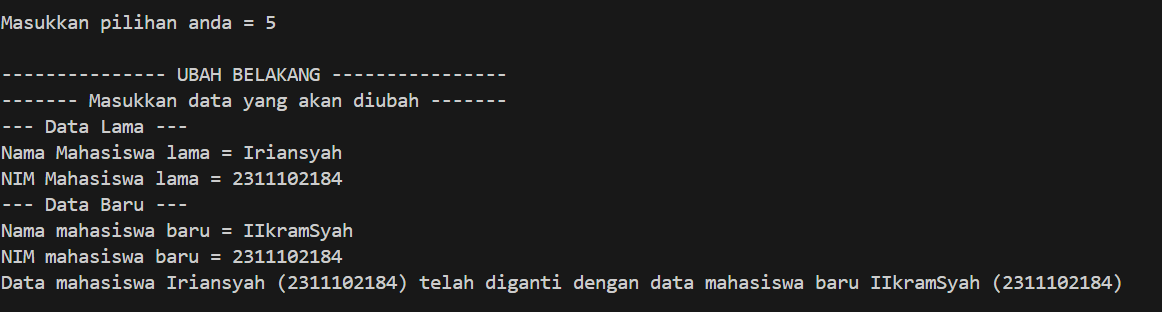 Masukkan pilihan anda = 5
--------------- UBAH BELAKANG ----------------
------- Masukkan data yang akan diubah -------
--- Data Lama ---
Nama Mahasiswa lama = Iriansyah
NIM Mahasiswa lama = 2311102184
--- Data Baru ---
Nama mahasiswa baru = IIkramSyah
NIM mahasiswa baru = 2311102184
Data mahasiswa Iriansyah (2311102184) telah diganti dengan data mahasiswa baru IIkramSyah (2311102184)